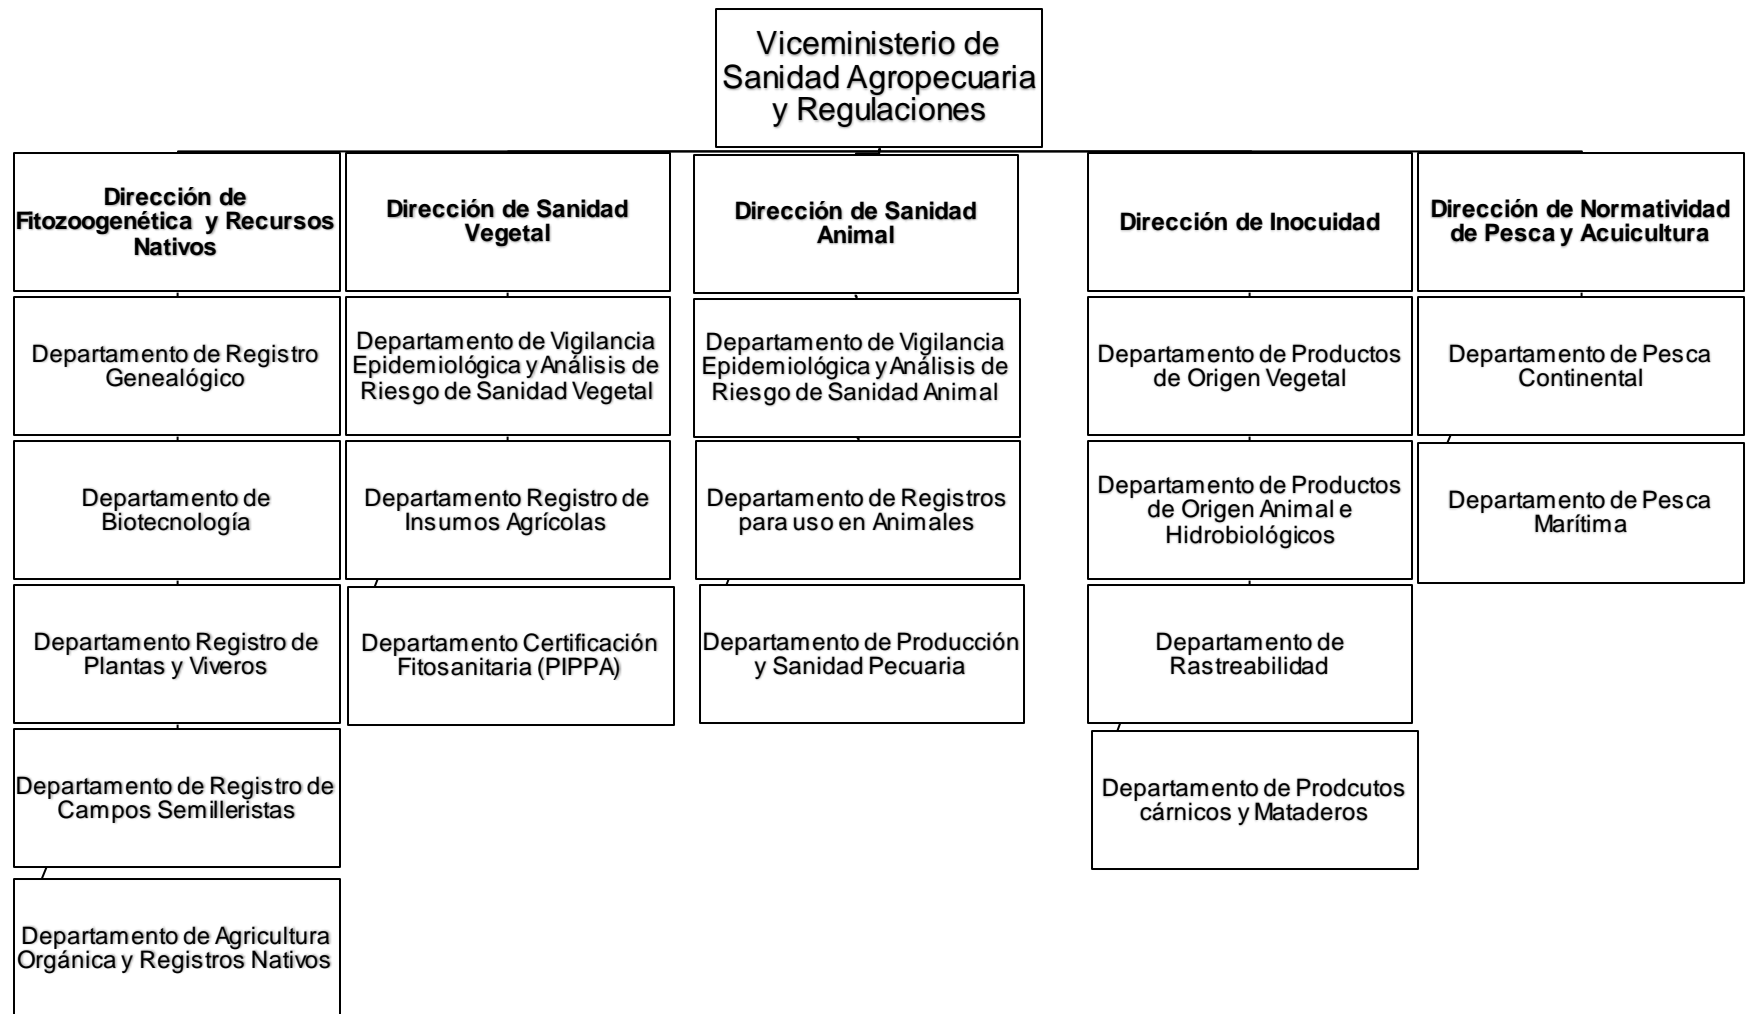 Viceministerio de
Sanidad Agropecuaria
y Regulaciones
Dirección de
Fitozoogenética y Recursos
Nativos
Departamento de Registro
Genealógico
Departamento de
Biotecnología
Departamento Registro de
Plantas y Viveros
Departamento de Registro de
Campos Semilleristas
Departamento de Agricultura
Orgánica y Registros Nativos
Dirección de Sanidad
Vegetal
Departamento de Vigilancia
Epidemiológica y Análisis de
Riesgo de Sanidad Vegetal
Departamento Registro de
Insumos Agrícolas
Departamento Certificación
Fitosanitaria (PIPPA)
Dirección de Sanidad
Animal
Departamento de Vigilancia
Epidemiológica y Análisis de
Riesgo de Sanidad Animal
Departamento de Registros
para uso en Animales
Departamento de Producción
y Sanidad Pecuaria
Dirección de Inocuidad
Departamento de Productos
de Origen Vegetal
Departamento de Productos
de Origen Animal e
Hidrobiológicos
Departamento de
Rastreabilidad
Departamento de Prodcutos
cárnicos y Mataderos
Dirección de Normatividad
de Pesca y Acuicultura
Departamento de Pesca
Continental
Departamento de Pesca
Marítima